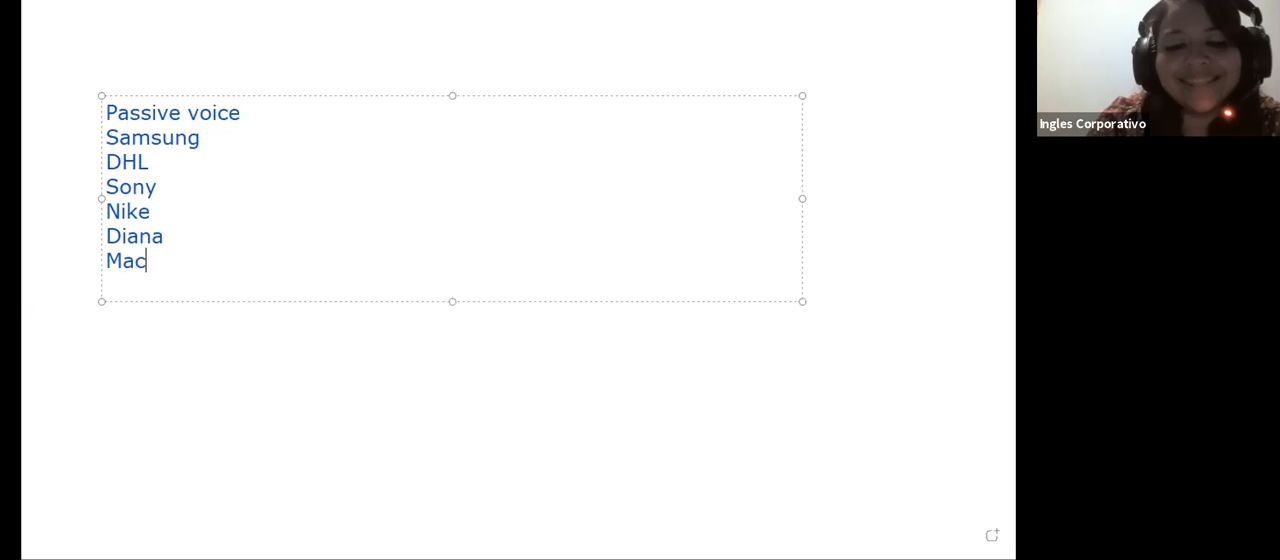 Passive voice
Samsung
DHL
Sony
Nike
Diana
Mac
Ingles Corporativo